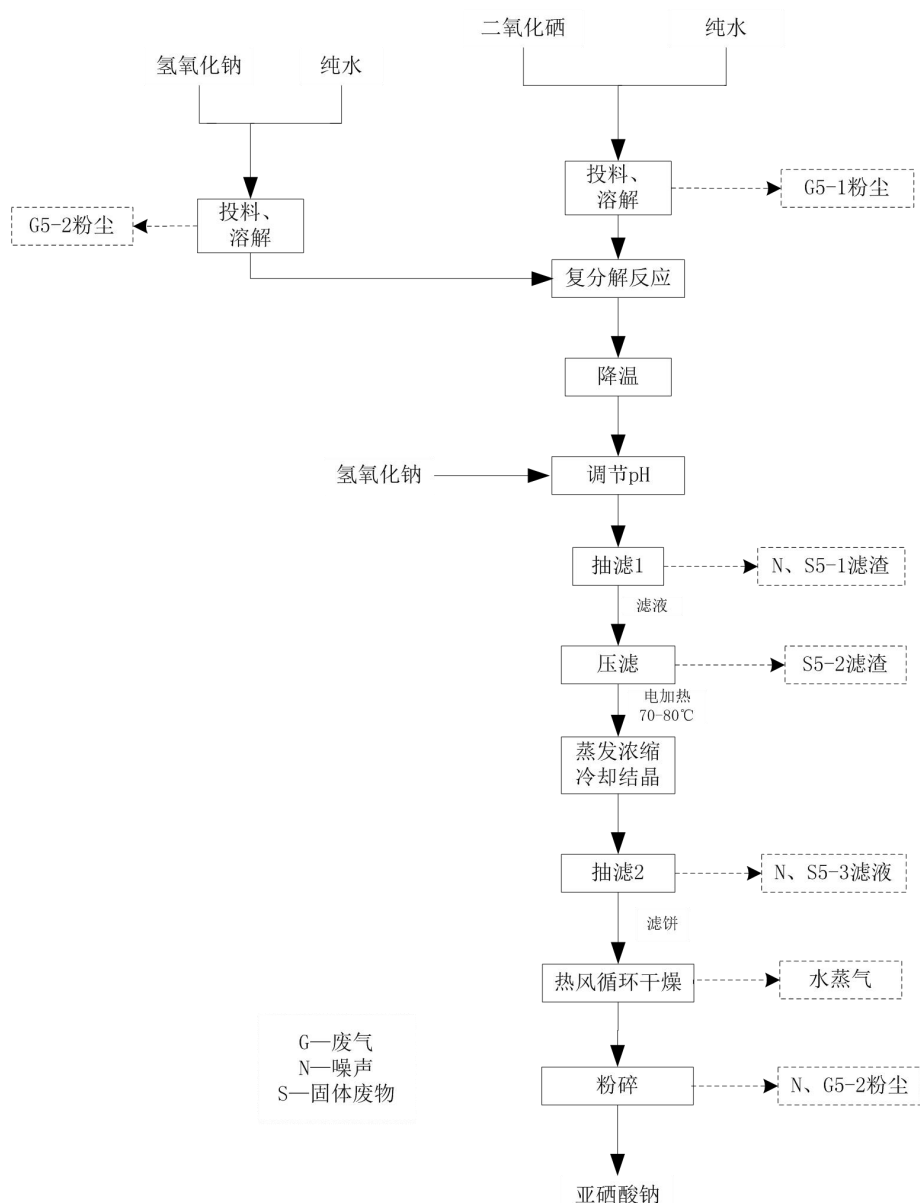 二氧化硒
纯水
氢氧化钠
纯水
投料、
溶解
G5-1粉尘
投料、
溶解
G5-2粉尘
复分解反应
降温
氢氧化钠
调节pH
抽滤1
N、S5-1滤渣
滤液
压滤
S5-2滤渣
电加热
70-80℃
蒸发浓缩
冷却结晶
抽滤2
N、S5-3滤液
滤饼
热风循环干燥
水蒸气
G—废气
N—噪声
S—固体废物
粉碎
N、G5-2粉尘
亚硒酸钠